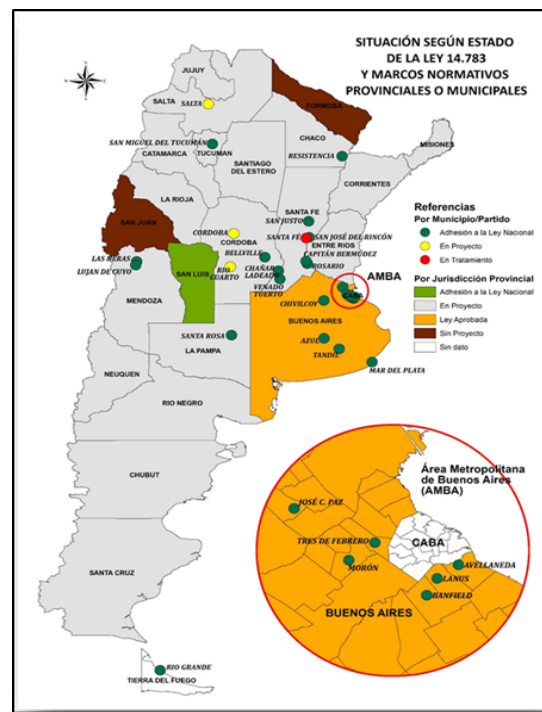 SITUACIÓN SEGÚN ESTADO
DE LA LEY 14.783
Y MARCOS NORMATIVOS
PROVINCIALES O MUNICIPALES
JUJUY
SALTA
SALTA
FORMOSA
SAN MIGUEL DEL TUCUMÁN
CATAMARCA
TUCUMAN
CHACO
RESISTENCIA
MISIONES
SANTIAGO
DEL ESTERO
CORRIENTES
LA RIOJA
SANTA FE
SAN JUSTO
SAN JUAN
CORDOBA
CORDOBA
SANTA FÉ
SAN JOSÉ DEL RINCÓN
ENTRE RIOS
CAPITÁN BERMÚDEZ
ROSARIO
BELLVILLE
LAS HERAS
LUJAN DE CUYO
SAN LUIS
RIO
CUARTO
CHAÑAR
LADEADO
VENADO
TUERTO
AMBA
CABA
MENDOZA
CHIVILCOY
BUENOS AIRES
SANTA ROSA
LA PAMPA
AZUL
TANDIL
MAR DEL PLATA
NEUQUEN
RIO NEGRO
CHUBUT
SANTA CRUZ
RIO GRANDE
TIERRA DEL FUEGO
Referencias
Por Municipio/Partido
Adhesión a la Ley Nacional
En Proyecto
En Tratamiento
Por Jurisdicción Provincial
Adhesión a la Ley Nacional
En Proyecto
Ley Aprobada
Sin Proyecto
Sin dato
Área Metropolitana
de Buenos Aires
(AMBA)
JOSÉ C. PAZ
TRES DE FEBRERO
CABA
MORÓN
AVELLANEDA
LANUS
BANFIELD
BUENOS AIRES